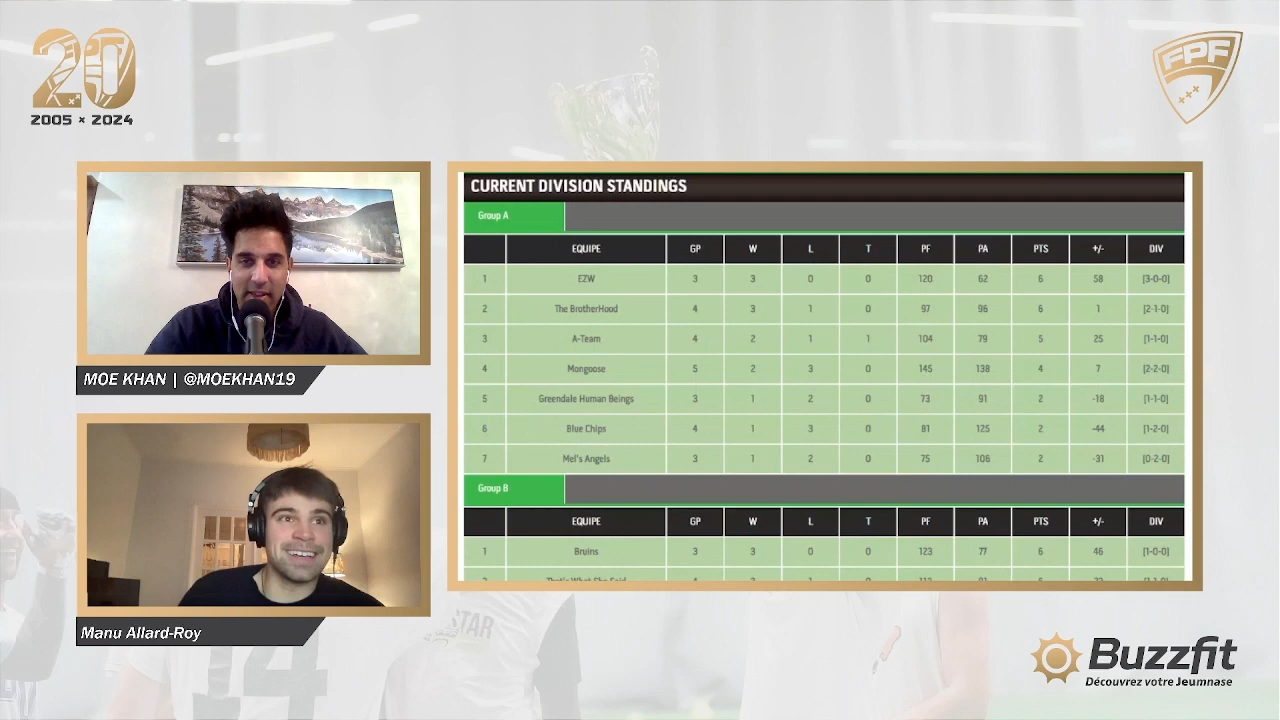 20
2005 × 2024
FPF
MOE KHAN | @MOEKHAN19
Manu Allard-Roy
CURRENT DIVISION STANDINGS
Group A
EQUIPE GP W L T PF PA PTS +/- DIV
1 EZW 3 3 0 0 120 62 6 58 [3-0-0]
2 The BrotherHood 4 3 1 0 97 96 6 1 [2-1-0]
3 A-Team 4 2 1 1 104 79 5 25 [1-1-0]
4 Mongoose 5 2 3 0 145 138 4 7 [2-2-0]
5 Greendale Human Beings 3 1 2 0 73 91 2 -18 [1-1-0]
6 Blue Chips 4 1 3 0 81 125 2 -44 [1-2-0]
7 Mel's Angels 3 1 2 0 75 106 2 -31 [0-2-0]
Group B
EQUIPE GP W L T PF PA PTS +/- DIV
1 Bruins 3 3 0 0 123 77 6 46 [1-0-0]
That's What She Said
STAR
14
Buzzfit
Découvrez votre Jeumnase